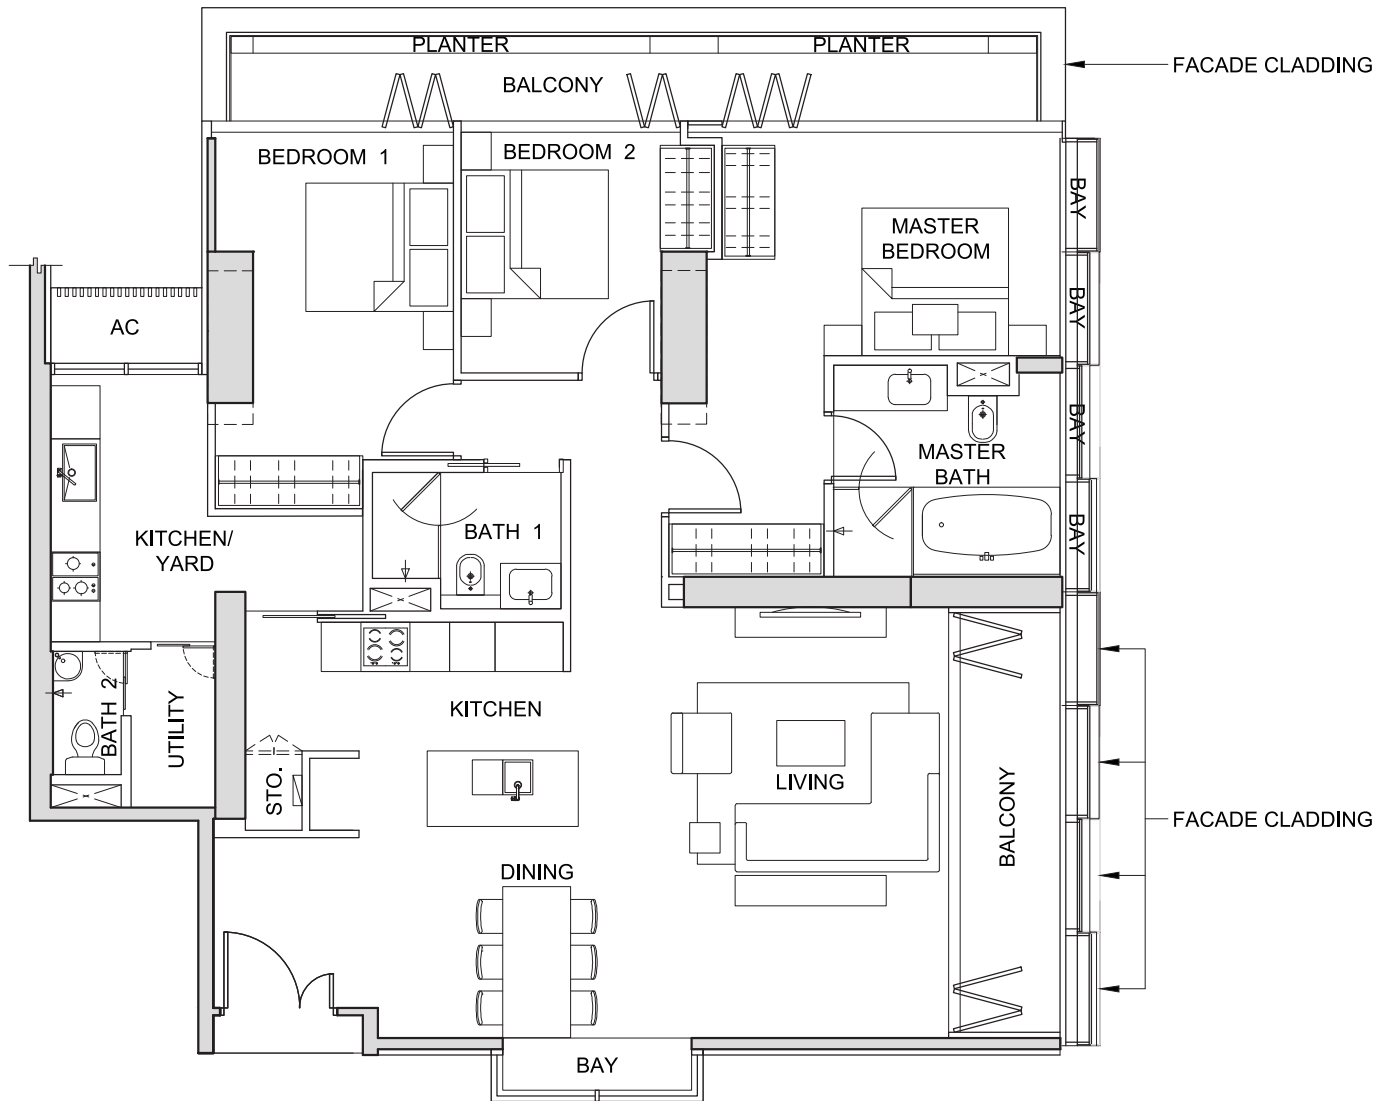 PLANTER
PLANTER
BALCONY
FACADE CLADDING
BEDROOM 1
BEDROOM 2
BAY
MASTER
BEDROOM
BAY
AC
BAY
MASTER
BATH
BAY
KITCHEN/
YARD
BATH 1
BATH 2
UTILITY
KITCHEN
STO.
LIVING
BALCONY
FACADE CLADDING
DINING
BAY